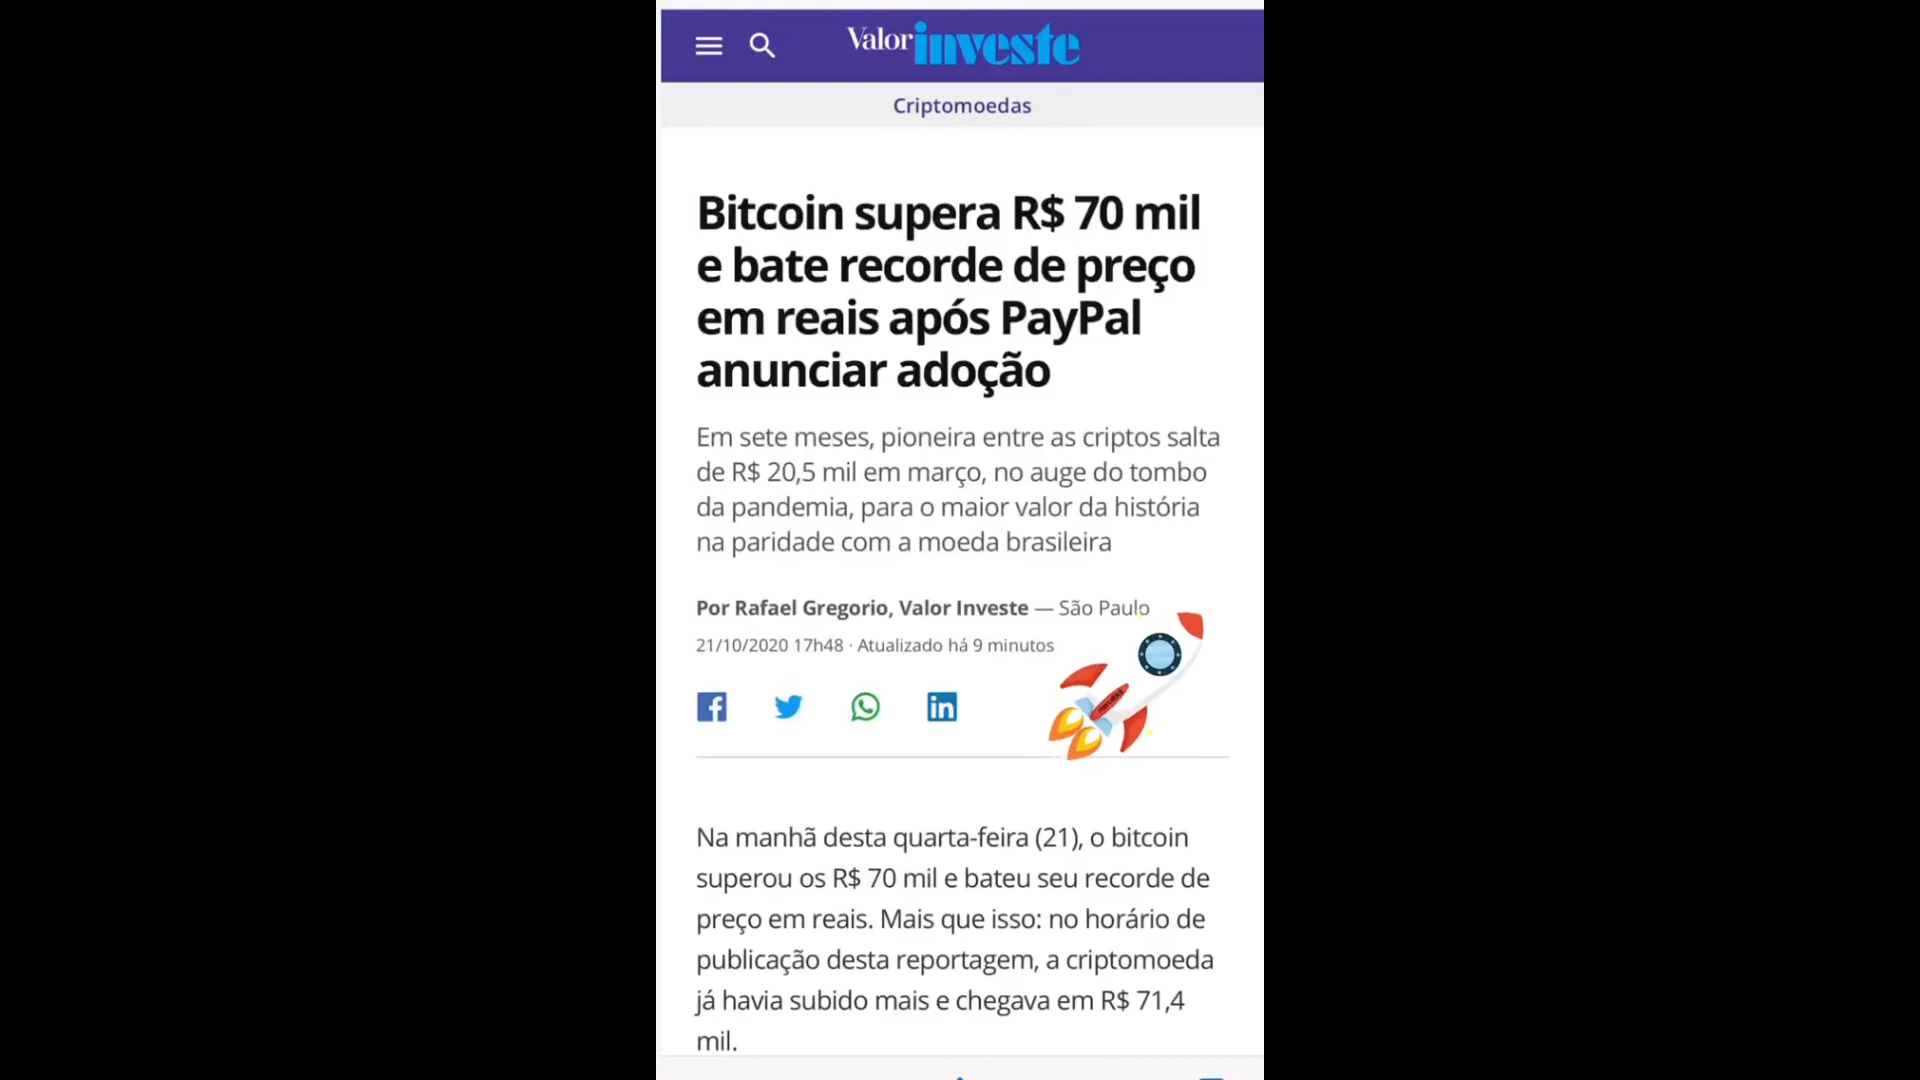 Valor investe
Criptomoedas
Bitcoin supera R$ 70 mil
e bate recorde de preço
em reais após PayPal
anunciar adoção
Em sete meses, pioneira entre as criptos salta
de R$ 20,5 mil em março, no auge do tombo
da pandemia, para o maior valor da história
na paridade com a moeda brasileira
Por Rafael Gregorio, Valor Investe — São Paulo
21/10/2020 17h48 · Atualizado há 9 minutos
Na manhã desta quarta-feira (21), o bitcoin
superou os R$ 70 mil e bateu seu recorde de
preço em reais. Mais que isso: no horário de
publicação desta reportagem, a criptomoeda
já havia subido mais e chegava em R$ 71,4
mil.